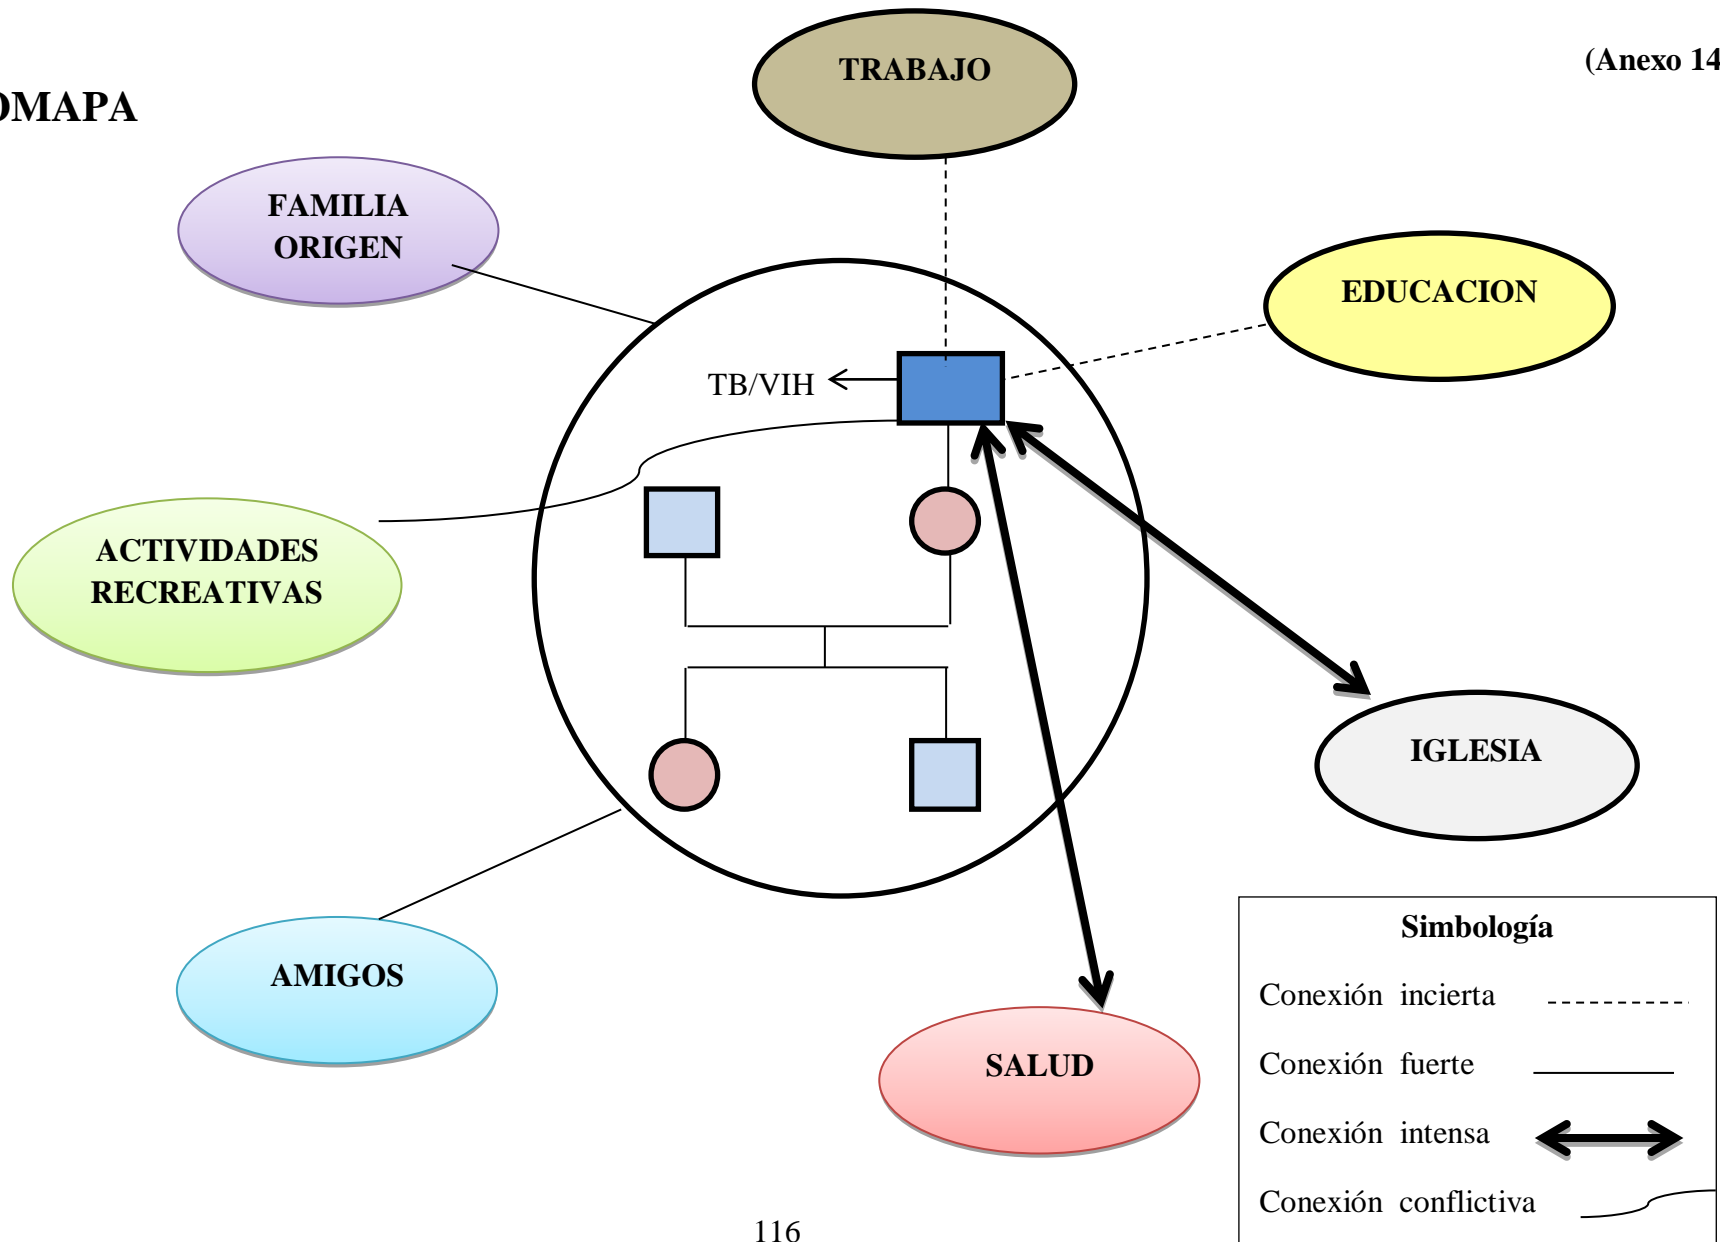 (Anexo 14
OMAPA
TRABAJO
FAMILIA
ORIGEN
EDUCACION
TB/VIH
ACTIVIDADES
RECREATIVAS
IGLESIA
AMIGOS
SALUD
Simbología
Conexión incierta
Conexión fuerte
Conexión intensa
Conexión conflictiva
116